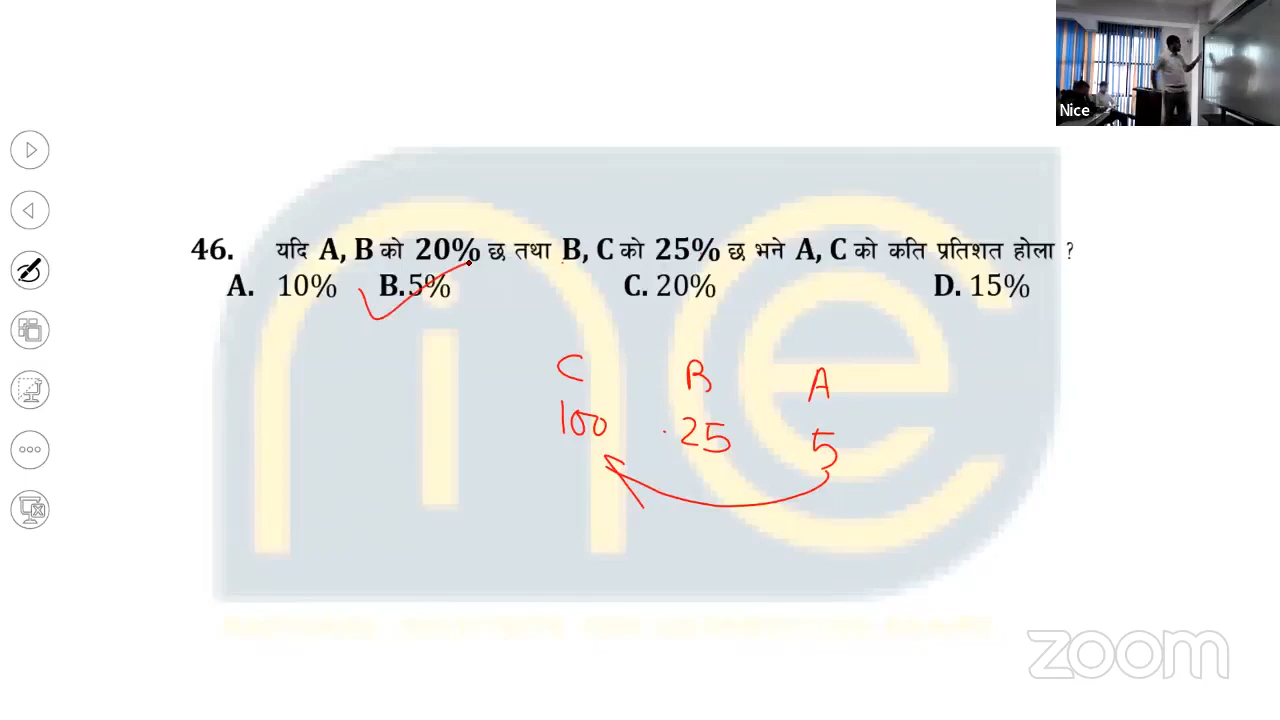 Nice
46. यदि A, B को 20% छ तथा B, C को 25% छ भने A, C को कति प्रतिशत होला ?
A. 10% B.5% C. 20% D. 15%
C B A
100 25 5
zoom